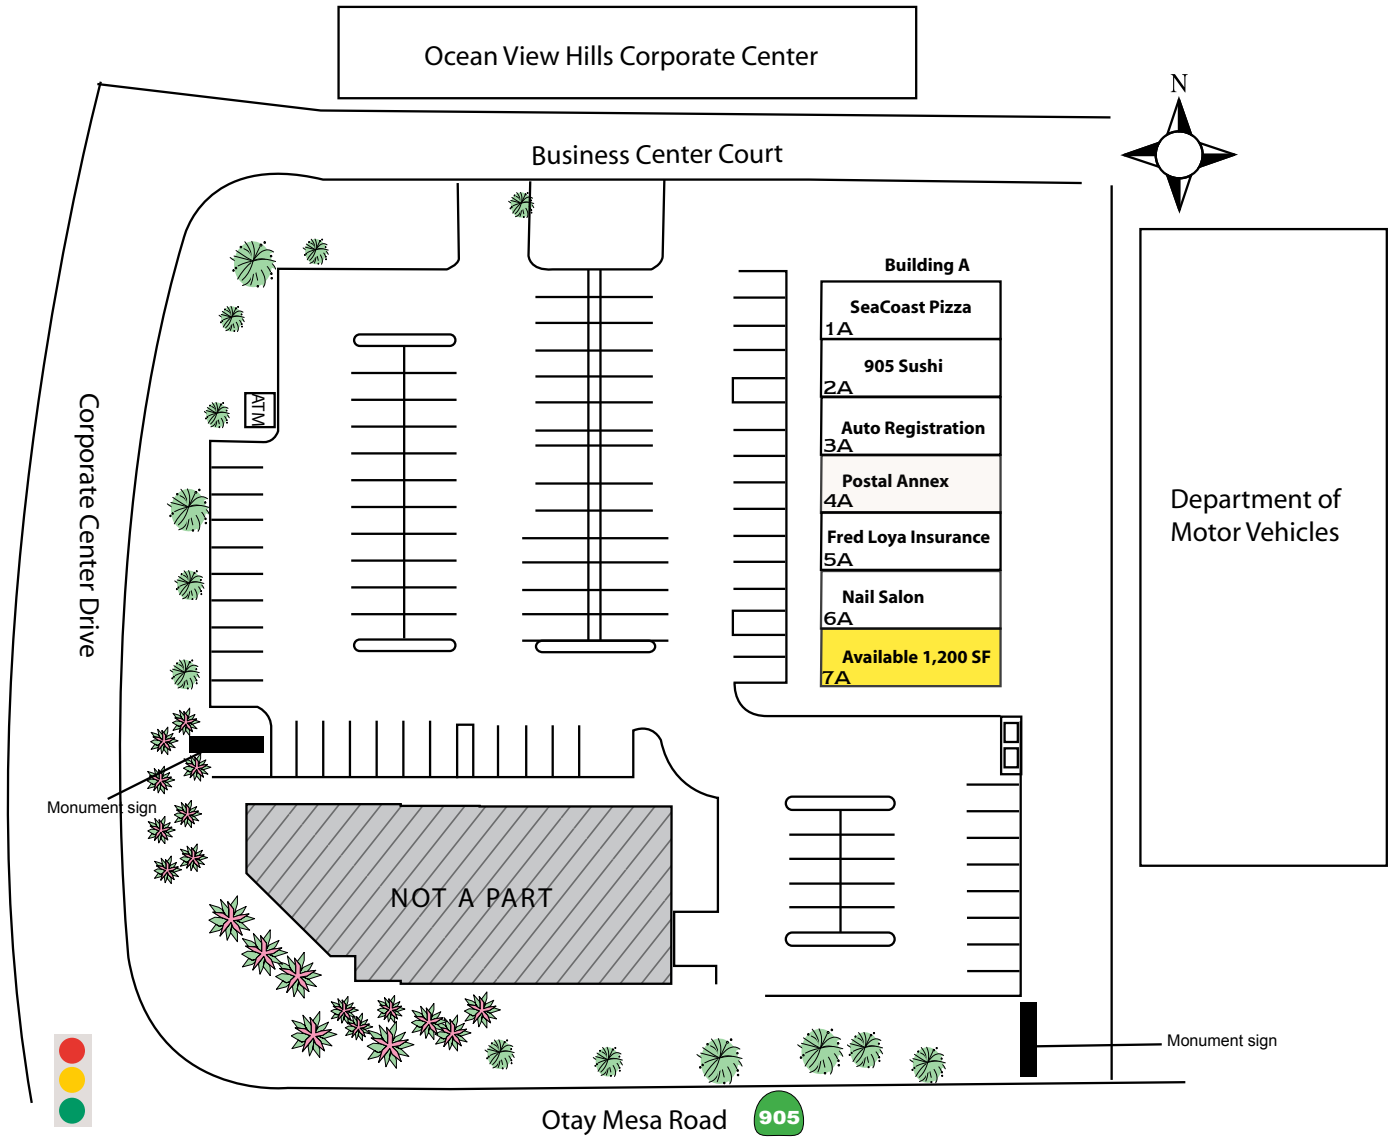 Ocean View Hills Corporate Center
N
Business Center Court
Building A
SeaCoast Pizza
1A
905 Sushi
2A
Auto Registration
3A
Postal Annex
4A
Fred Loya Insurance
5A
Nail Salon
6A
Available 1,200 SF
7A
ATM
Corporate Center Drive
Department of
Motor Vehicles
Monument sign
NOT A PART
Monument sign
Otay Mesa Road
905